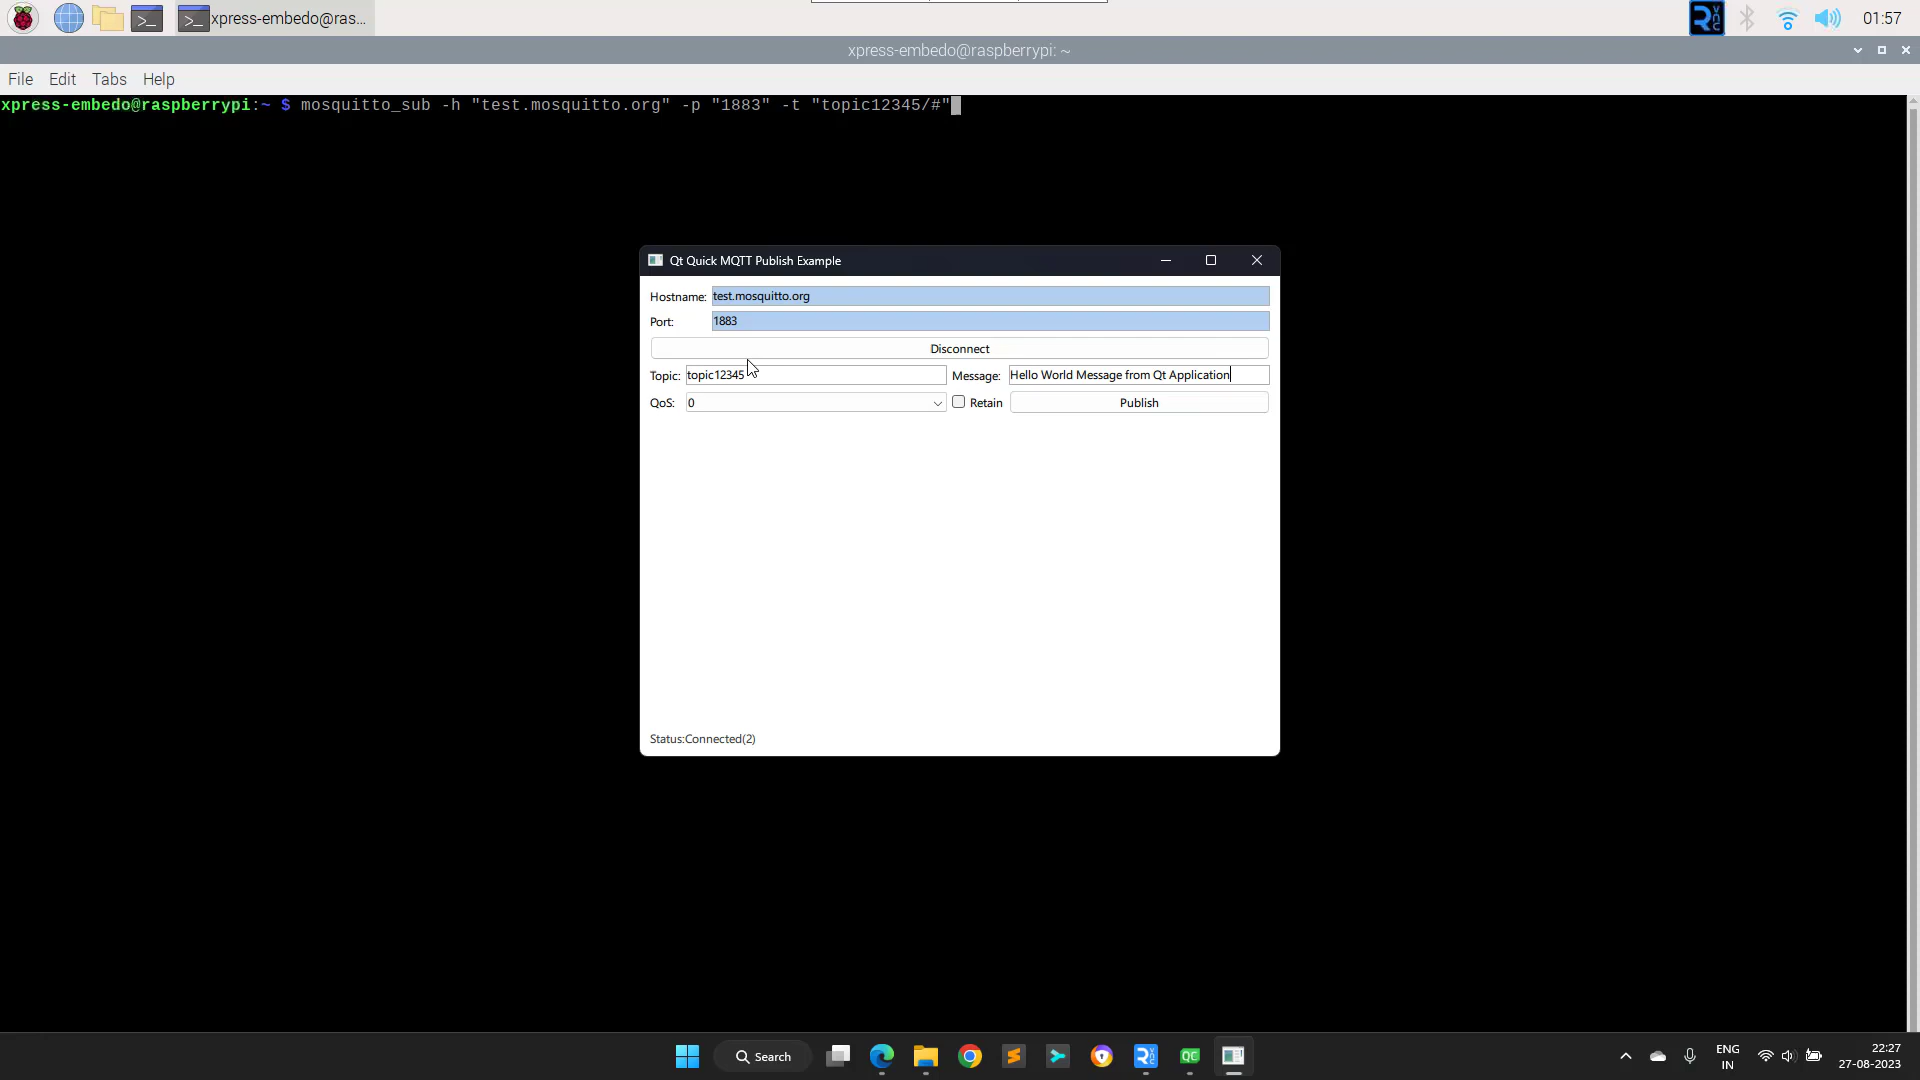 xpress-embedo@ras...
01:57
xpress-embedo@raspberrypi: ~
File Edit Tabs Help
xpress-embedo@raspberrypi:~ $ mosquitto_sub -h "test.mosquitto.org" -p "1883" -t "topic12345/#"
Qt Quick MQTT Publish Example
Hostname: test.mosquitto.org
Port: 1883
Disconnect
Topic: topic12345 Message: Hello World Message from Qt Application
QoS: 0 Retain Publish
Status:Connected(2)
Search
QC
ENG
IN
22:27
27-08-2023